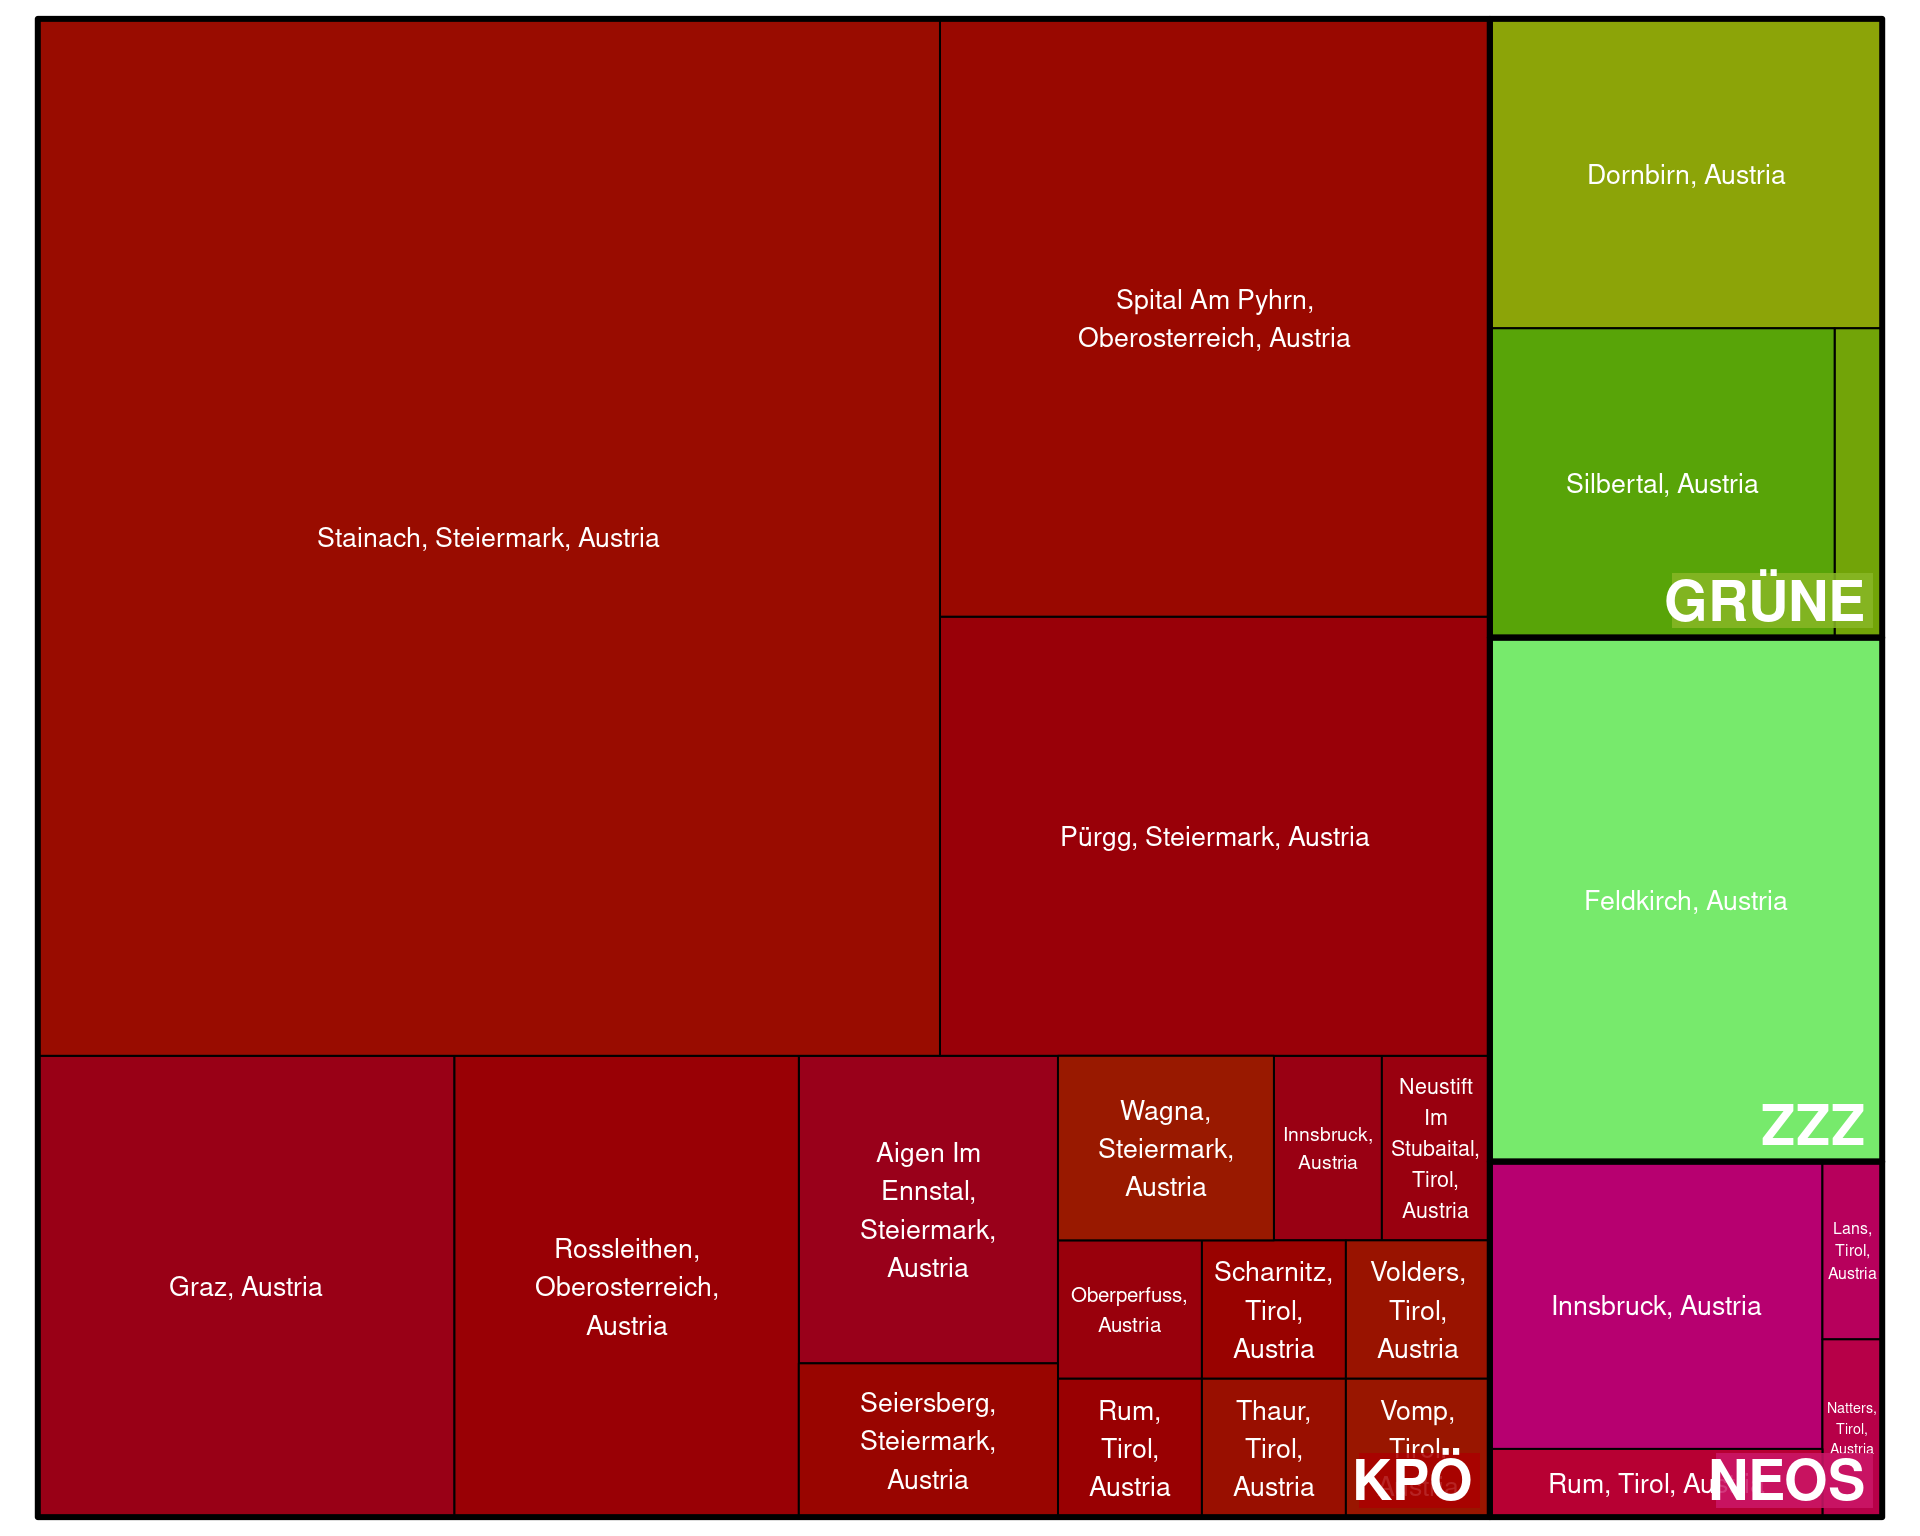 Stainach, Steiermark, Austria
Spital Am Pyhrn,
Oberosterreich, Austria
Pürgg, Steiermark, Austria
Graz, Austria
Rossleithen,
Oberosterreich,
Austria
Aigen Im
Ennstal,
Steiermark,
Austria
Seiersberg,
Steiermark,
Austria
Wagna,
Steiermark,
Austria
Innsbruck,
Austria
Neustift
Im
Stubaital,
Tirol,
Austria
Oberperfuss,
Austria
Scharnitz,
Tirol,
Austria
Volders,
Tirol,
Austria
Rum,
Tirol,
Austria
Thaur,
Tirol,
Austria
Vomp,
Tirol,
Austria
KPÖ
Dornbirn, Austria
Silbertal, Austria
GRÜNE
Feldkirch, Austria
ZZZ
Innsbruck, Austria
Lans,
Tirol,
Austria
Natters,
Tirol,
Austria
Rum, Tirol, Austria
NEOS